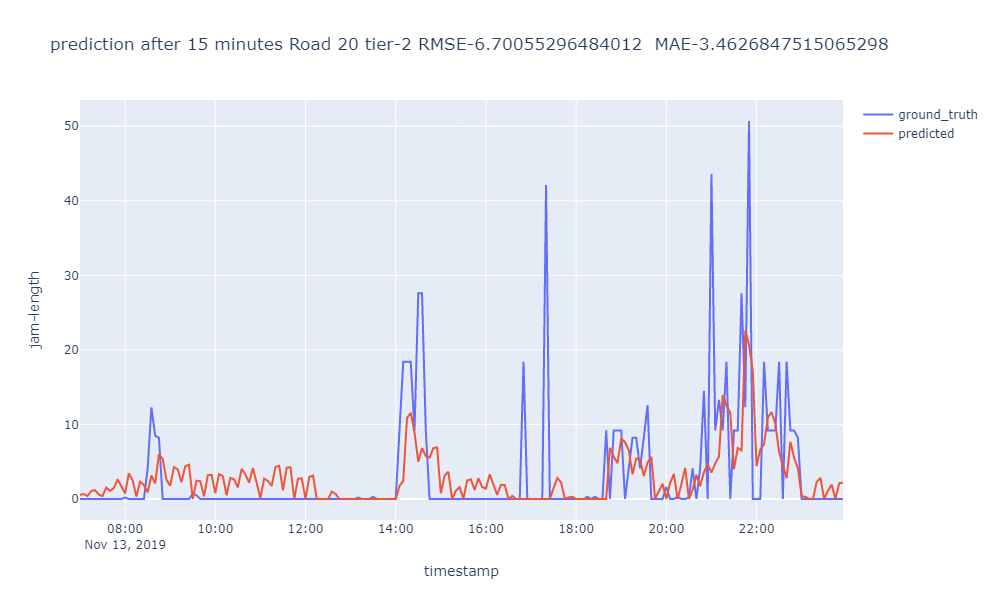 prediction after 15 minutes Road 20 tier-2 RMSE-6.70055296484012  MAE-3.4626847515065298
ground_truth
predicted
50
40
30
20
10
0
jam-length
08:00 10:00 12:00 14:00 16:00 18:00 20:00 22:00
Nov 13, 2019
timestamp